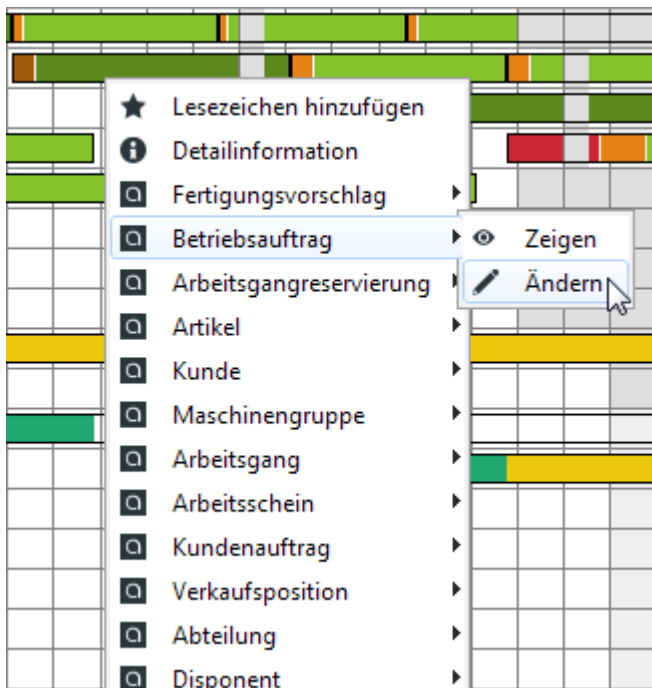 Lesezeichen hinzufügen
Detailinformation
Fertigungsvorschlag
Betriebsauftrag
Zeigen
Arbeitsgangreservierung
Ändern
Artikel
Kunde
Maschinengruppe
Arbeitsgang
Arbeitsschein
Kundenauftrag
Verkaufsposition
Abteilung
Disponent